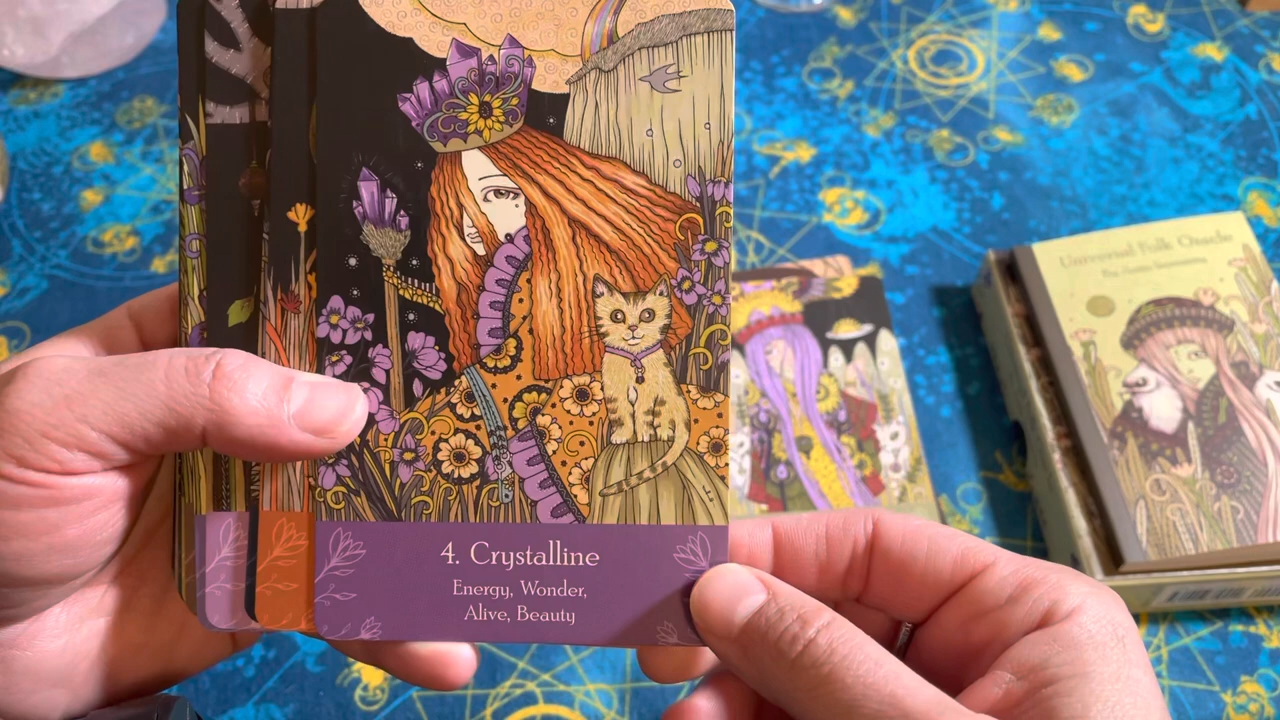 4. Crystalline
Energy, Wonder,
Alive, Beauty
Universal Folk Oracle